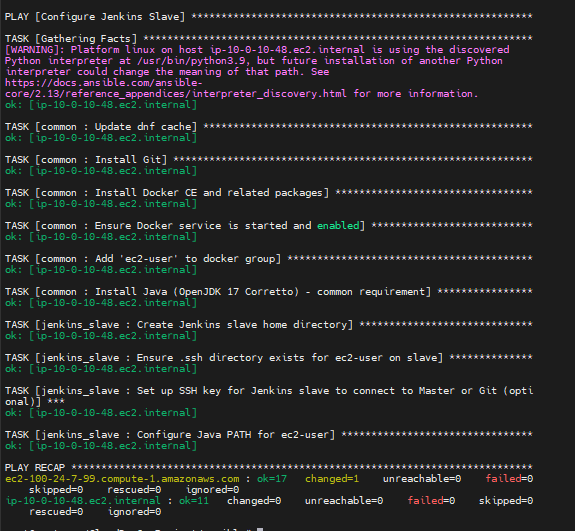 PLAY [Configure Jenkins Slave] *********************************************************
TASK [Gathering Facts] *****************************************************************
[WARNING]: Platform linux on host ip-10-0-10-48.ec2.internal is using the discovered
Python interpreter at /usr/bin/python3.9, but future installation of another Python
interpreter could change the meaning of that path. See
https://docs.ansible.com/ansible-
core/2.13/reference_appendices/interpreter_discovery.html for more information.
ok: [ip-10-0-10-48.ec2.internal]
TASK [common : Update dnf cache] *******************************************************
ok: [ip-10-0-10-48.ec2.internal]
TASK [common : Install Git] ************************************************************
ok: [ip-10-0-10-48.ec2.internal]
TASK [common : Install Docker CE and related packages] *********************************
ok: [ip-10-0-10-48.ec2.internal]
TASK [common : Ensure Docker service is started and enabled] ***************************
ok: [ip-10-0-10-48.ec2.internal]
TASK [common : Add 'ec2-user' to docker group] *****************************************
ok: [ip-10-0-10-48.ec2.internal]
TASK [common : Install Java (OpenJDK 17 Corretto) - common requirement] ****************
ok: [ip-10-0-10-48.ec2.internal]
TASK [jenkins_slave : Create Jenkins slave home directory] *****************************
ok: [ip-10-0-10-48.ec2.internal]
TASK [jenkins_slave : Ensure .ssh directory exists for ec2-user on slave] **************
ok: [ip-10-0-10-48.ec2.internal]
TASK [jenkins_slave : Set up SSH key for Jenkins slave to connect to Master or Git (opti
onal)] ***
ok: [ip-10-0-10-48.ec2.internal]
TASK [jenkins_slave : Configure Java PATH for ec2-user] ********************************
ok: [ip-10-0-10-48.ec2.internal]
PLAY RECAP *****************************************************************************
ec2-100-24-7-99.compute-1.amazonaws.com : ok=17 changed=1 unreachable=0 failed=0
skipped=0 rescued=0 ignored=0
ip-10-0-10-48.ec2.internal : ok=11 changed=0 unreachable=0 failed=0 skipped=0
rescued=0 ignored=0